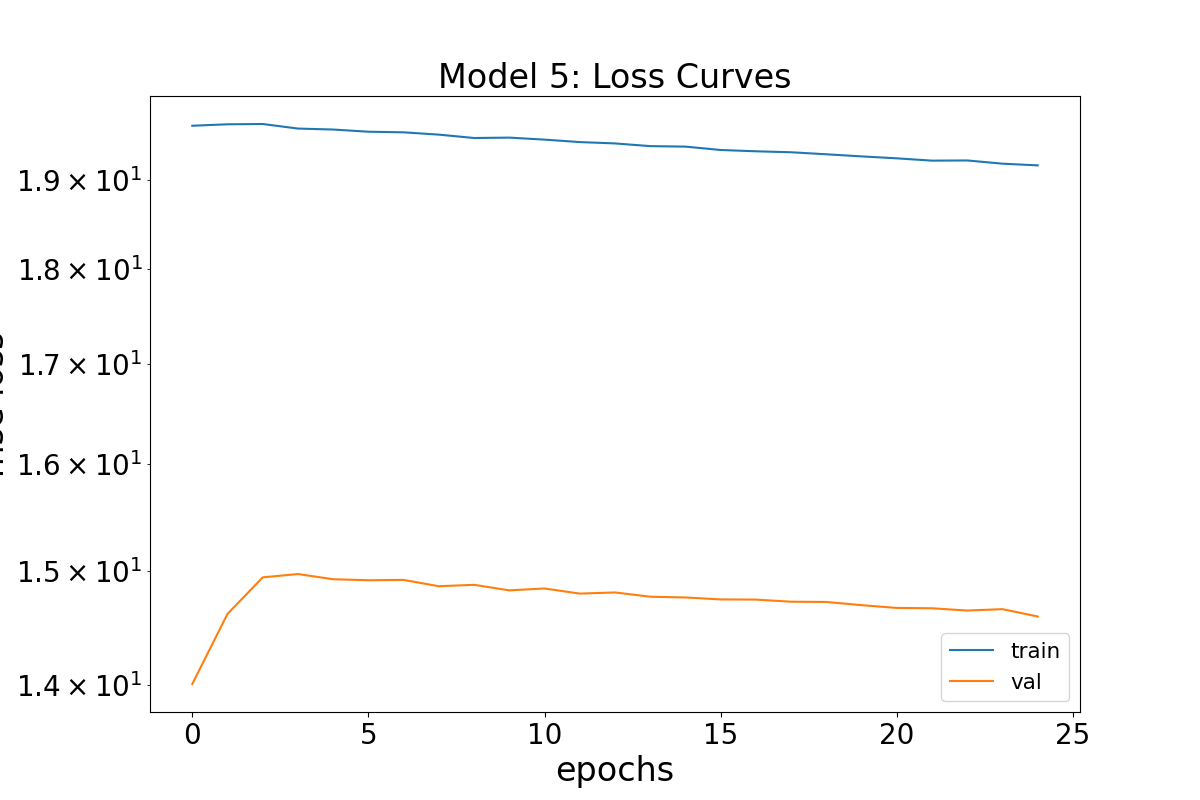 Model 5: Loss Curves
1.9 × 10¹
1.8 × 10¹
1.7 × 10¹
1.6 × 10¹
1.5 × 10¹
1.4 × 10¹
train
val
0 5 10 15 20 25
epochs